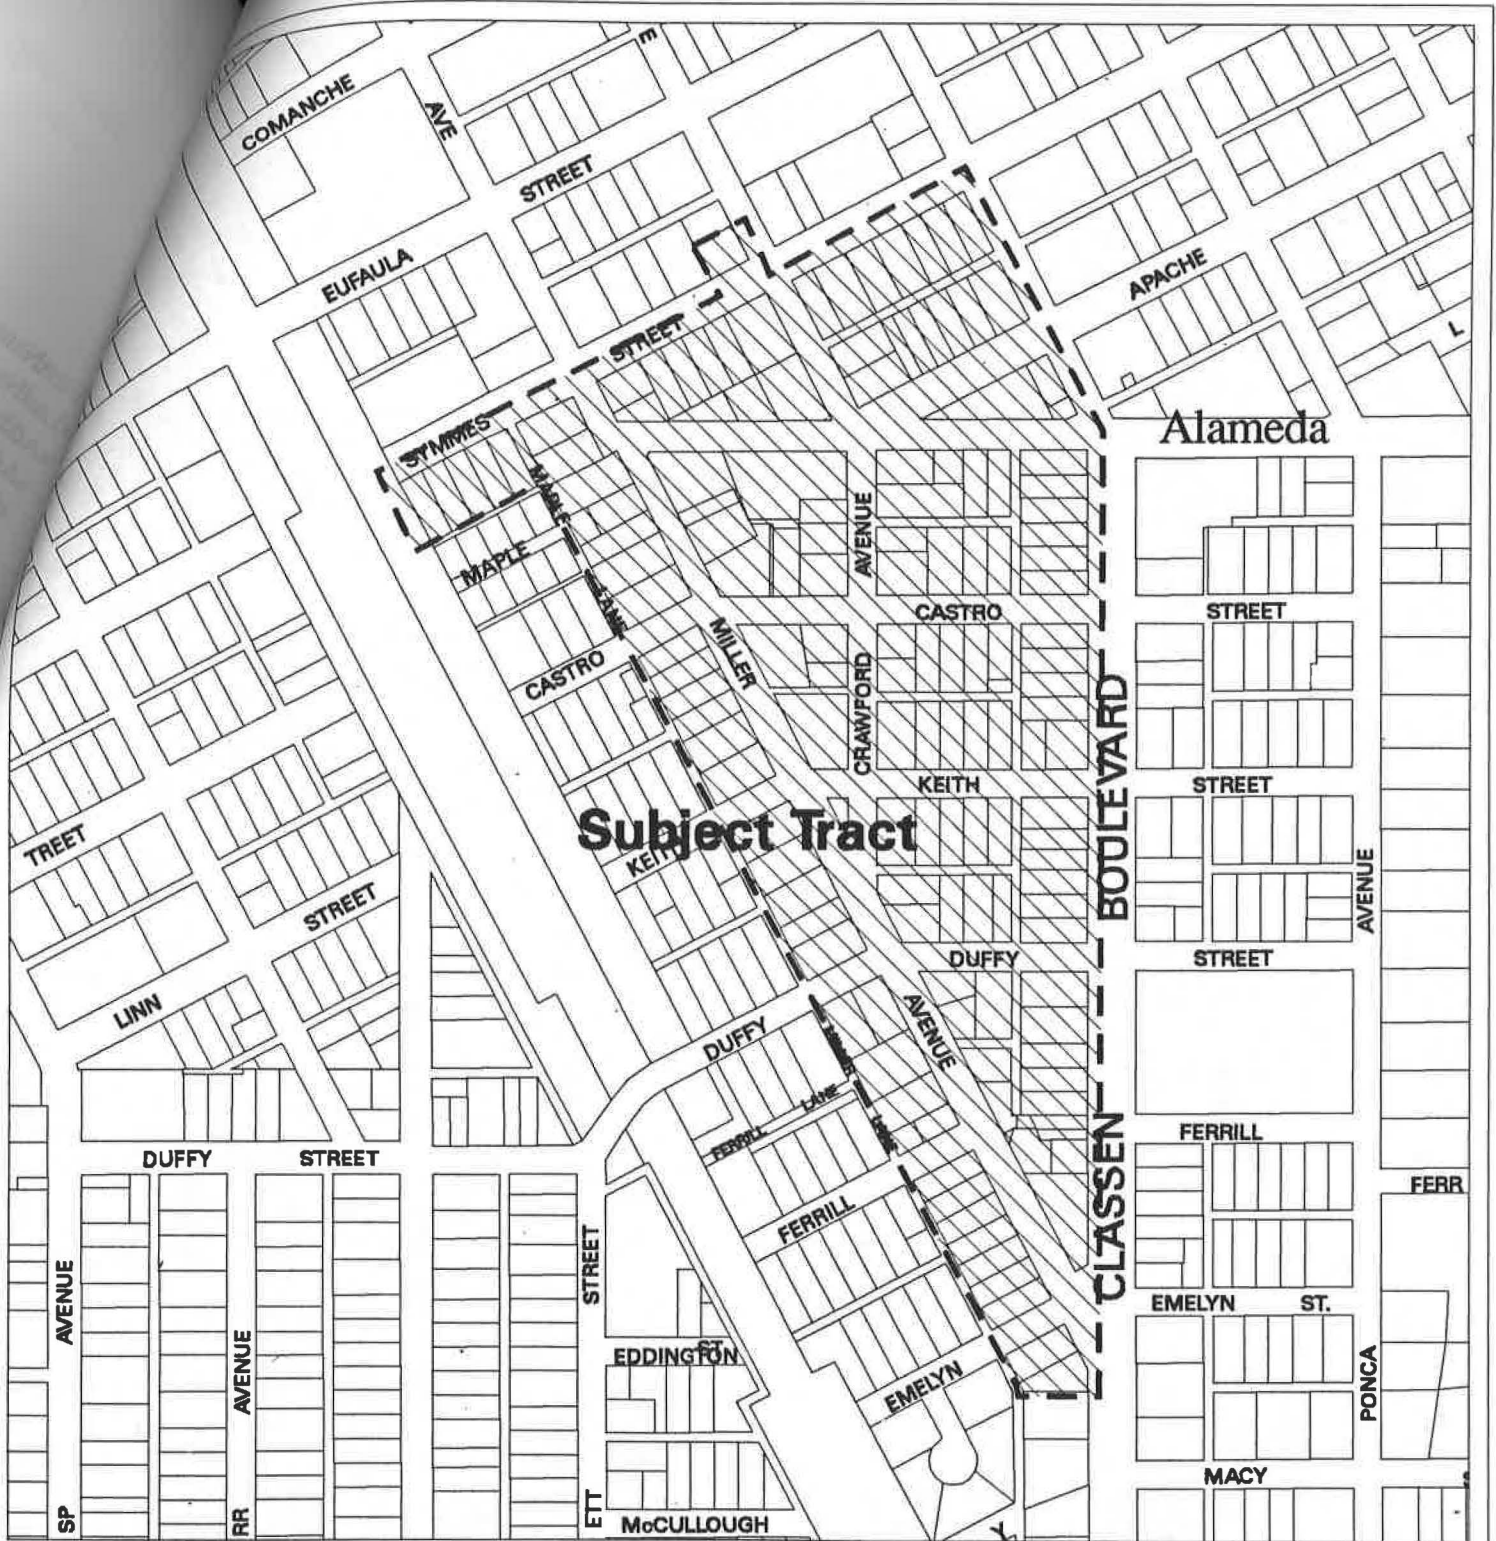 COMANCHE
AVE
E
STREET
EUFAULA
STREET
SYMMES
APACHE
L
Alameda
MAPLE
LANE
MAPLE
AVENUE
CASTRO
STREET
MILLER
CASTRO
CRAWFORD
BOULEVARD
KEITH
STREET
Subject Tract
KEITH
TREET
STREET
AVENUE
LINN
DUFFY
STREET
DUFFY
AVENUE
LANE
FERRILL
CLASSEN
FERRILL
DUFFY
STREET
FERR
FERRILL
STREET
AVENUE
AVENUE
EMELYN
ST.
ST
EDDINGTON
EMELYN
PONCA
MACY
SP
RR
ETT
McCULLOUGH
Y